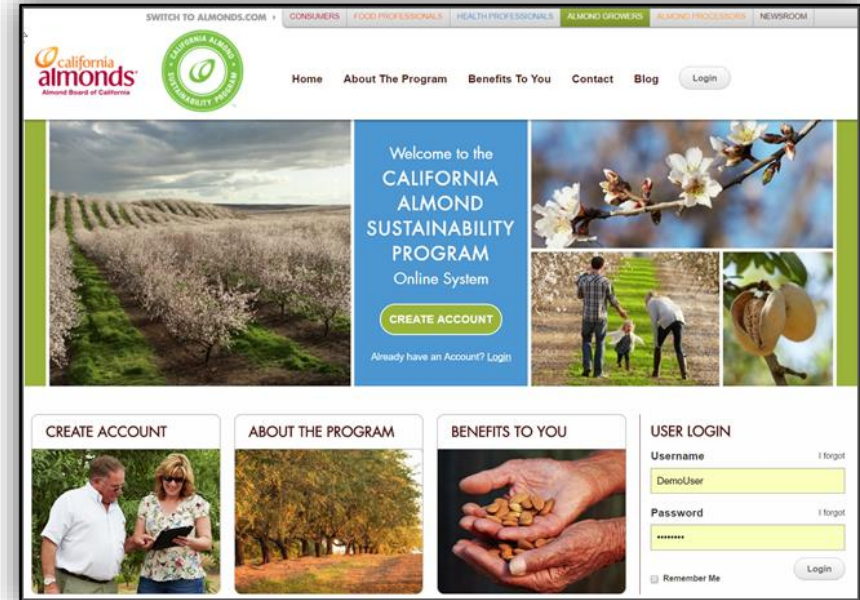 SWITCH TO ALMONDS.COM › CONSUMERS FOOD PROFESSIONALS HEALTH PROFESSIONALS ALMOND GROWERS ALMOND PROCESSORS NEWSROOM
california
almonds
Almond Board of California
CALIFORNIA ALMOND
SUSTAINABILITY PROGRAM
Home About The Program Benefits To You Contact Blog Login
Welcome to the
CALIFORNIA
ALMOND
SUSTAINABILITY
PROGRAM
Online System
CREATE ACCOUNT
Already have an Account? Login
CREATE ACCOUNT
ABOUT THE PROGRAM
BENEFITS TO YOU
USER LOGIN
Username I forgot
DemoUser
Password I forgot
••••••••
Remember Me Login